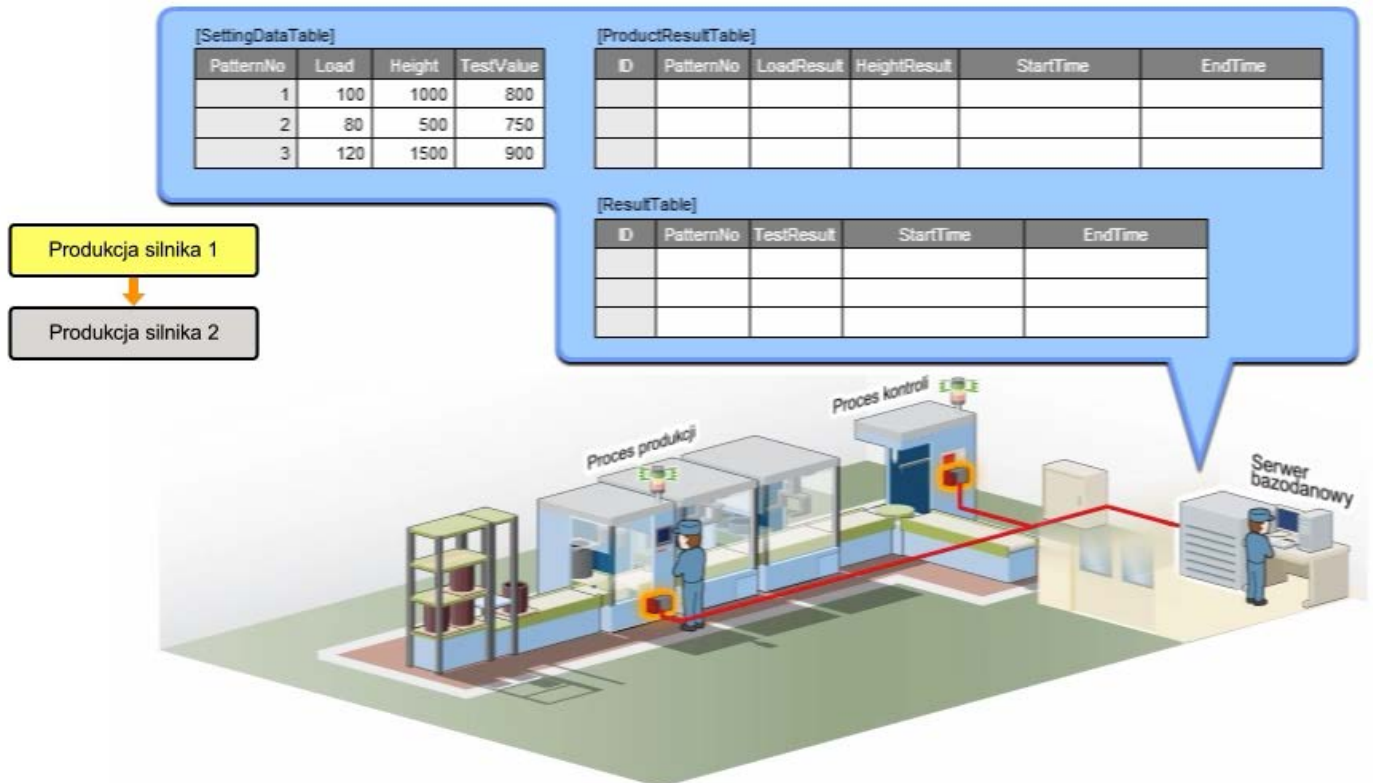 [SettingDataTable]
PatternNo Load Height TestValue
1 100 1000 800
2 80 500 750
3 120 1500 900
[ProductResultTable]
ID PatternNo LoadResult HeightResult StartTime EndTime
[ResultTable]
ID PatternNo TestResult StartTime EndTime
Produkcja silnika 1
Produkcja silnika 2
Proces produkcji
Proces kontroli
Serwer
bazodanowy